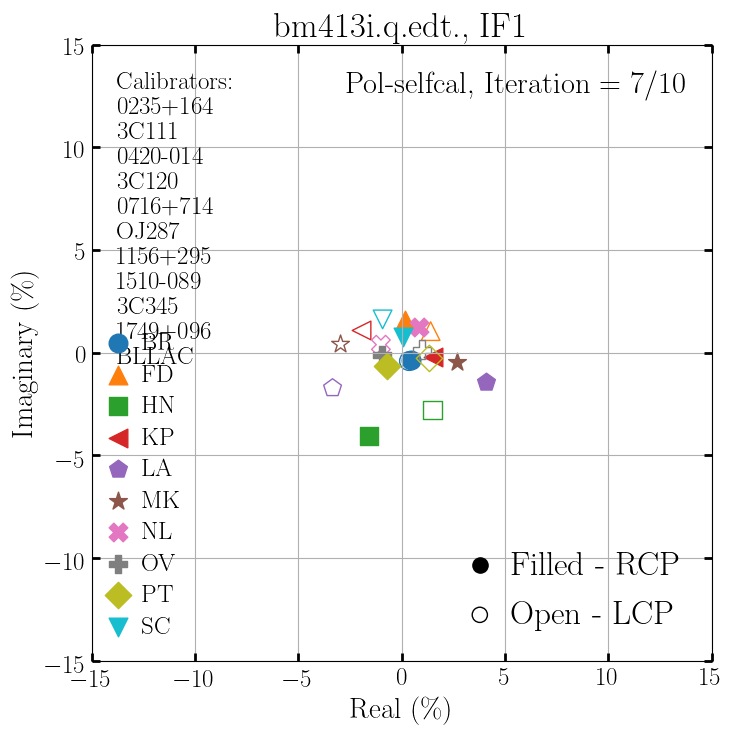 bm413i.q.edt., IF1
Pol-selfcal, Iteration = 7/10
Calibrators:
0235+164
3C111
0420-014
3C120
0716+714
OJ287
1156+295
1510-089
3C345
1749+096
BLLAC
BR
FD
HN
KP
LA
MK
NL
OV
PT
SC
Filled - RCP
Open - LCP
15
10
5
0
−5
−10
−15
Imaginary (%)
−15
−10
−5
0
5
10
15
Real (%)